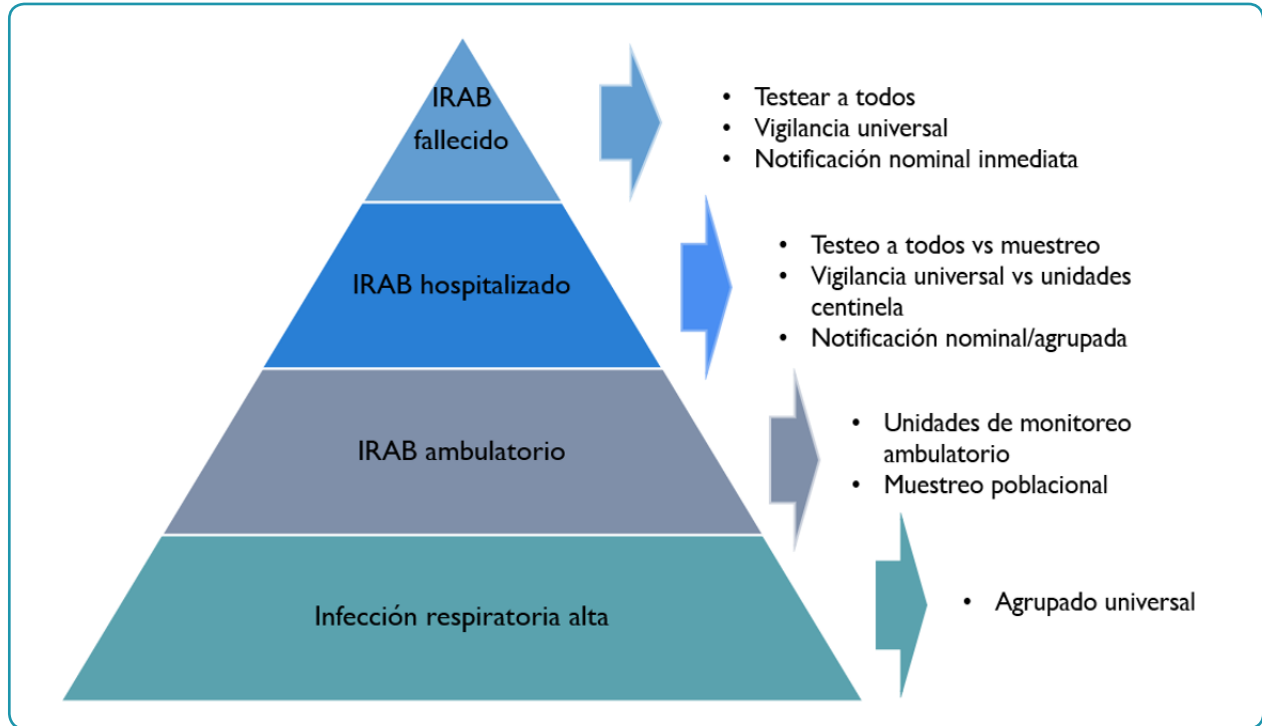 IRAB
fallecido
• Testear a todos
• Vigilancia universal
• Notificación nominal inmediata
IRAB hospitalizado
• Testeo a todos vs muestreo
• Vigilancia universal vs unidades
centinela
• Notificación nominal/agrupada
IRAB ambulatorio
• Unidades de monitoreo
ambulatorio
• Muestreo poblacional
Infección respiratoria alta
• Agrupado universal